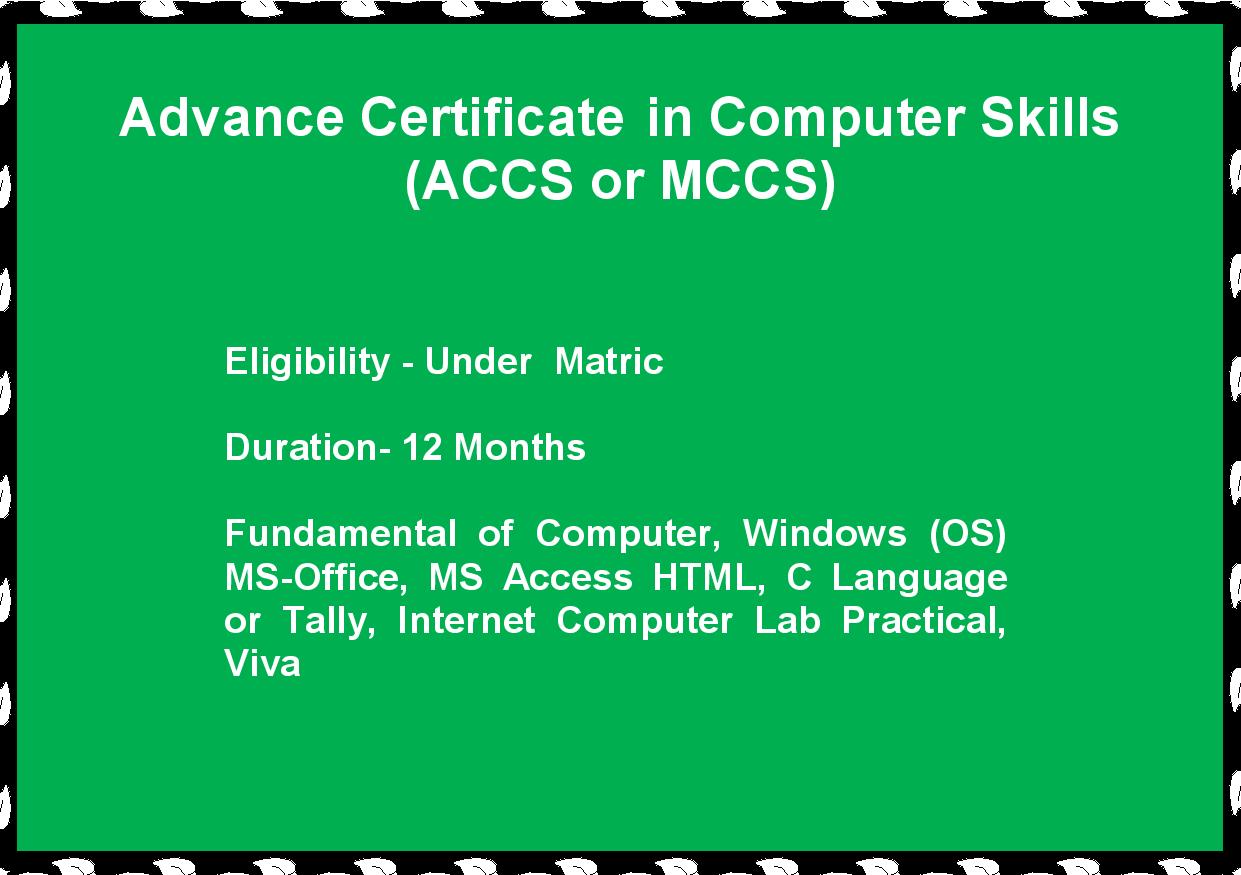 Advance Certificate in Computer Skills
(ACCS or MCCS)
Eligibility - Under Matric
Duration- 12 Months
Fundamental of Computer, Windows (OS)
MS-Office, MS Access HTML, C Language
or Tally, Internet Computer Lab Practical,
Viva